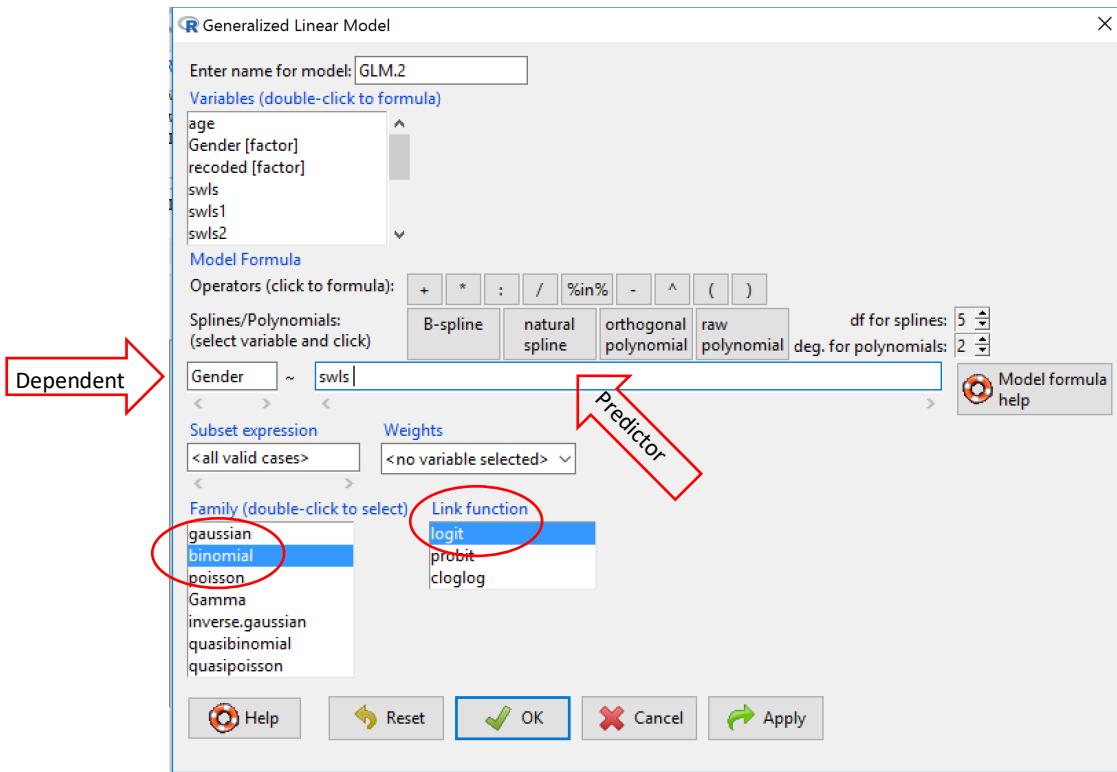 R Generalized Linear Model
Enter name for model: GLM.2
Variables (double-click to formula)
age
Gender [factor]
recoded [factor]
swls
swls1
swls2
Model Formula
Operators (click to formula): + * : / %in% - ^ ( )
Splines/Polynomials:
(select variable and click)
B-spline
natural
spline
orthogonal
polynomial
raw
polynomial
df for splines: 5
deg. for polynomials: 2
Dependent
Gender ~ swls
Predictor
Model formula
help
Subset expression
<all valid cases>
Weights
<no variable selected>
Family (double-click to select)
gaussian
binomial
poisson
Gamma
inverse.gaussian
quasibinomial
quasipoisson
Link function
logit
probit
cloglog
Help
Reset
OK
Cancel
Apply